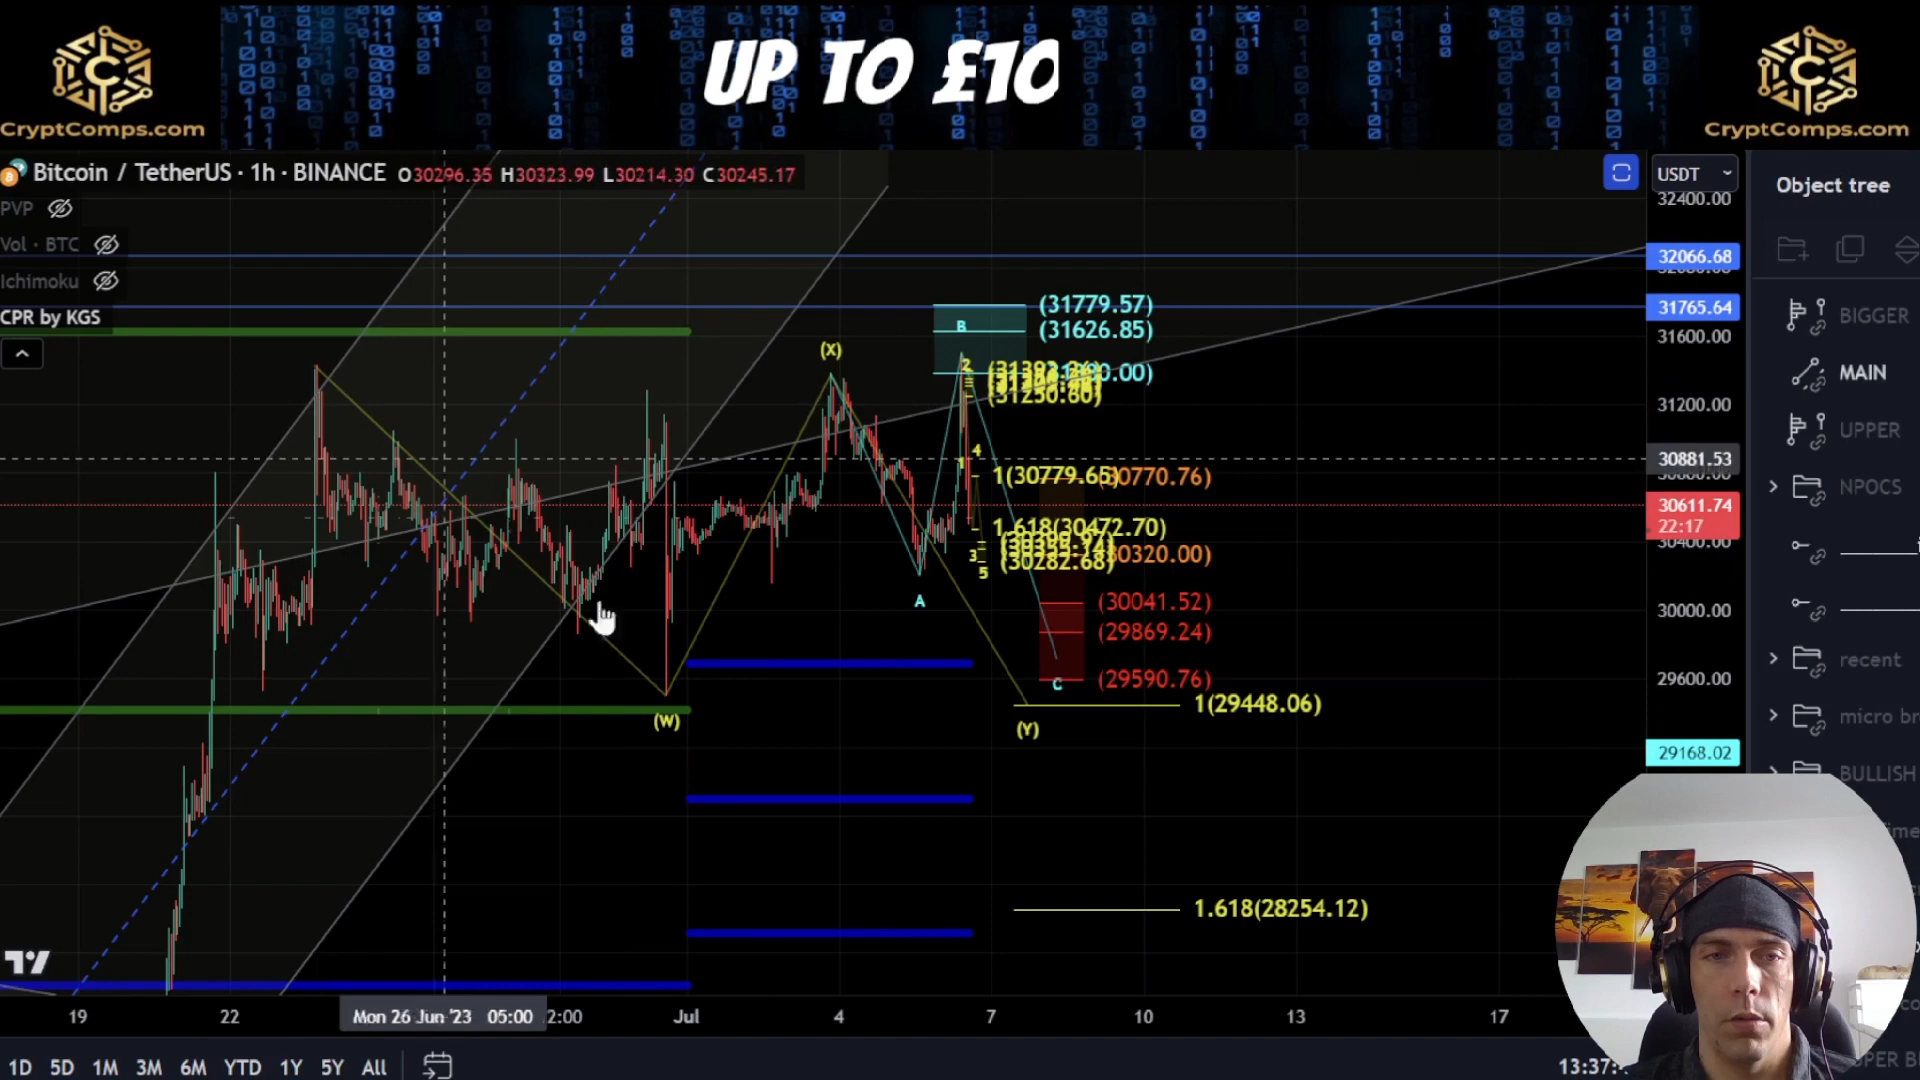 UP TO £10
CryptComps.com
CryptComps.com
Bitcoin / TetherUS · 1h · BINANCE O30296.35 H30323.99 L30214.30 C30245.17
USDT
Object tree
PVP
Vol · BTC
Ichimoku
CPR by KGS
32400.00
32066.68
31765.64
31600.00
31200.00
30881.53
30611.74
22:17
30400.00
30000.00
29600.00
29168.02
BIGGER
MAIN
UPPER
NPOCS
recent
micro br
BULLISH
(31779.57)
(31626.85)
B
(X)
2
(31250.60)
4
1
1(30779.65)
(30770.76)
1.618(30472.70)
3
(30282.68)
(30320.00)
5
A
(30041.52)
(29869.24)
(29590.76)
C
(W)
1(29448.06)
(Y)
1.618(28254.12)
19
22
Mon 26 Jun '23 05:00
2:00
Jul
4
7
10
13
17
1D 5D 1M 3M 6M YTD 1Y 5Y All
13:37: